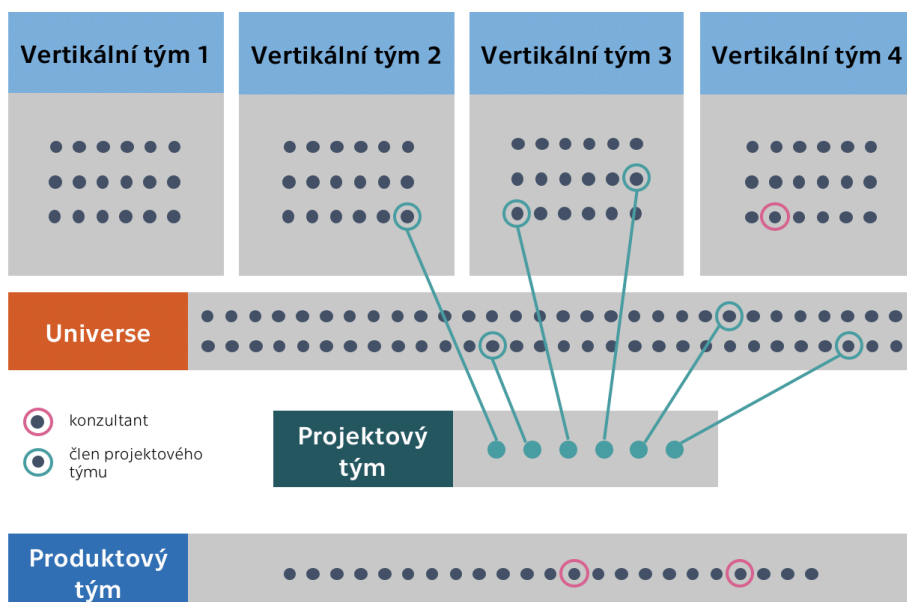 Vertikální tým 1
Vertikální tým 2
Vertikální tým 3
Vertikální tým 4
Universe
konzultant
člen projektového
týmu
Projektový
tým
Produktový
tým